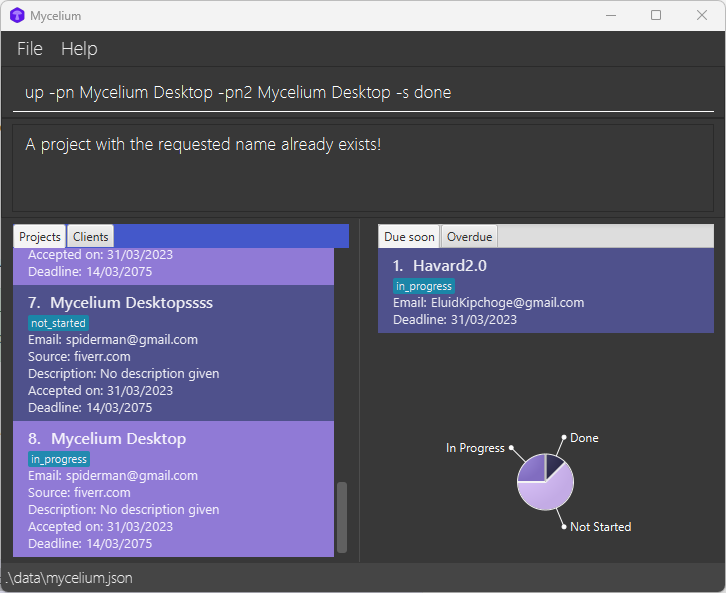 Mycelium
File Help
up -pn Mycelium Desktop -pn2 Mycelium Desktop -s done
A project with the requested name already exists!
Projects Clients
Accepted on: 31/03/2023
Deadline: 14/03/2075
7. Mycelium Desktopssss
not_started
Email: spiderman@gmail.com
Source: fiverr.com
Description: No description given
Accepted on: 31/03/2023
Deadline: 14/03/2075
8. Mycelium Desktop
in_progress
Email: spiderman@gmail.com
Source: fiverr.com
Description: No description given
Accepted on: 31/03/2023
Deadline: 14/03/2075
Due soon Overdue
1. Havard2.0
in_progress
Email: EluidKipchoge@gmail.com
Deadline: 31/03/2023
Done
In Progress
Not Started
.\data\mycelium.json